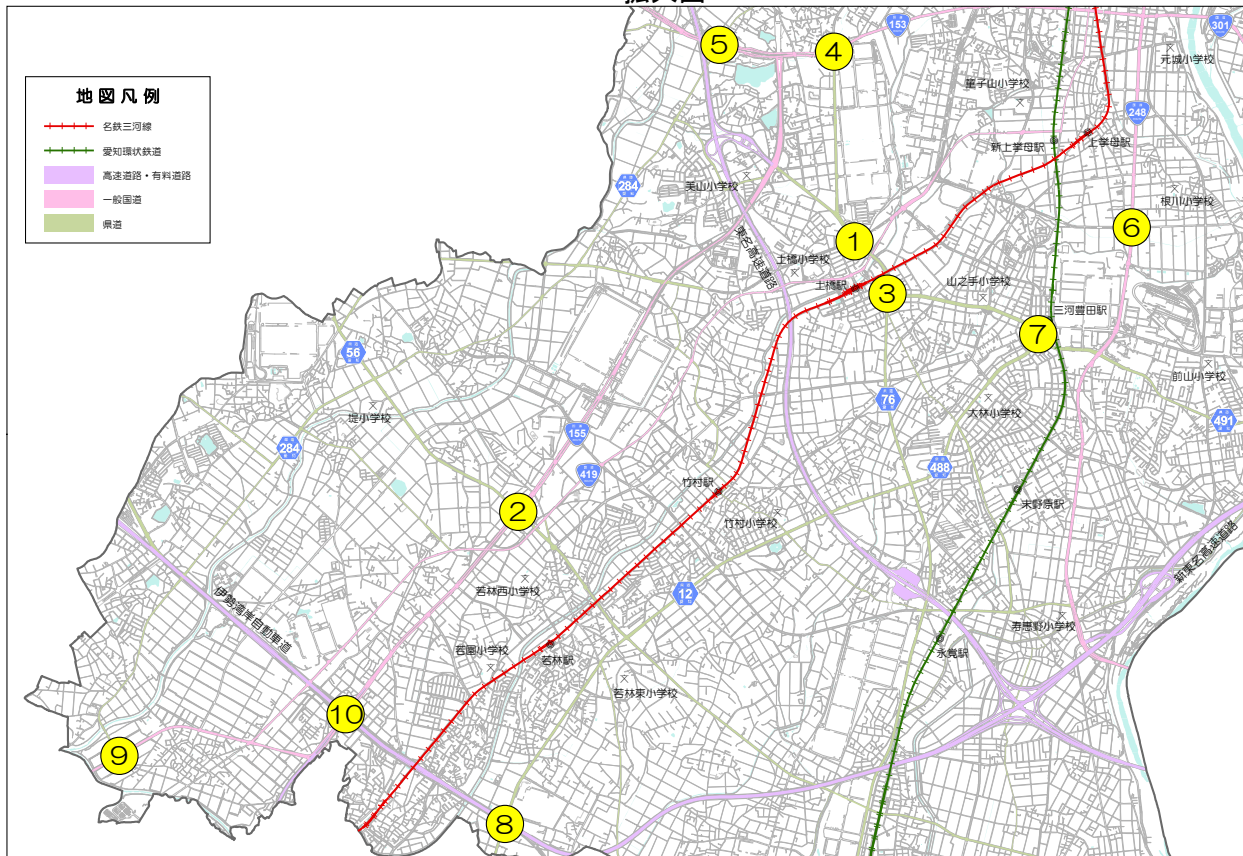 拡大図
地図凡例
名鉄三河線
愛知環状鉄道
高速道路・有料道路
一般国道
県道
⑤
④
153
301
元城小学校
童子山小学校
248
新上挙母駅
上挙母駅
284
美山小学校
根川小学校
①
⑥
東名高速道路
土橋小学校
土橋駅
③
山之手小学校
三河豊田駅
⑦
56
前山小学校
76
大林小学校
堤小学校
491
155
284
419
488
竹村駅
末野原駅
②
竹村小学校
新東名高速道路
若林西小学校
12
伊勢湾岸自動車道
寿恵野小学校
永覚駅
若園小学校
若林駅
若林東小学校
⑩
⑨
⑧